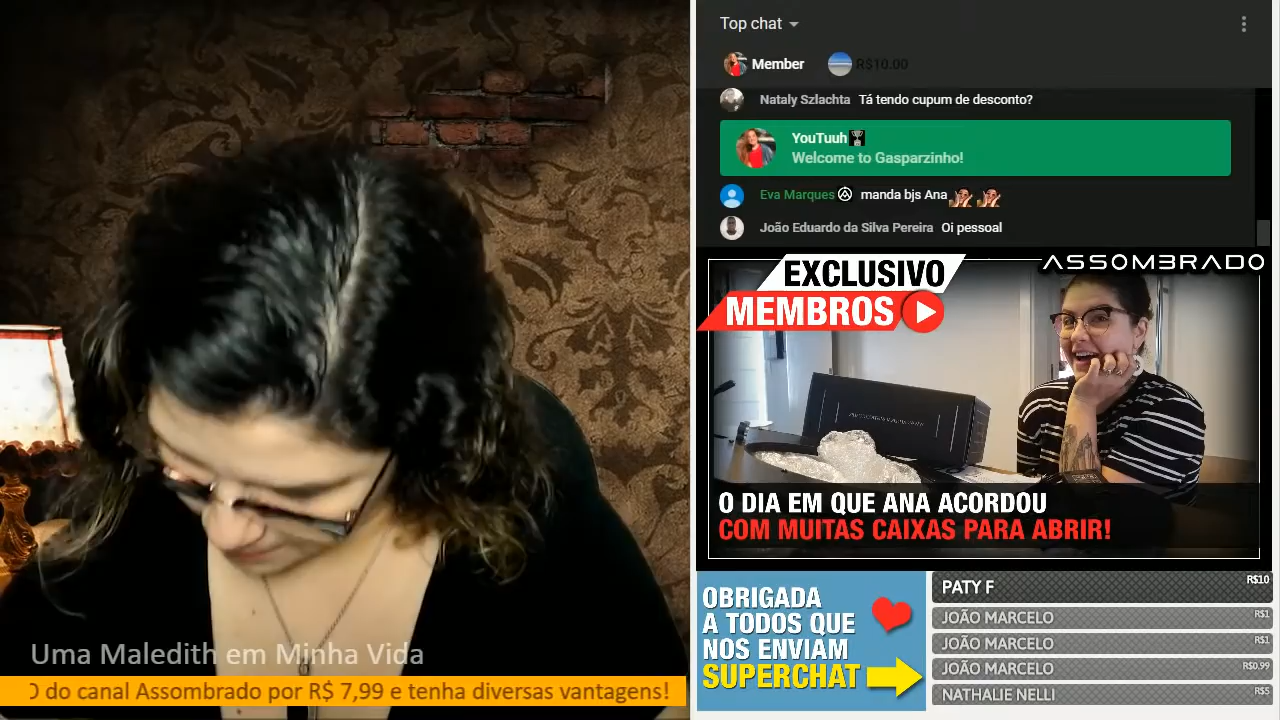 Top chat
Member
R$10.00
Nataly Szlachta Tá tendo cupum de desconto?
YouTuuh
Welcome to Gasparzinho!
Eva Marques manda bjs Ana
João Eduardo da Silva Pereira Oi pessoal
EXCLUSIVO
MEMBROS
ASSOMBRADO
O DIA EM QUE ANA ACORDOU
COM MUITAS CAIXAS PARA ABRIR!
Uma Maledith em Minha Vida
O do canal Assombrado por R$ 7,99 e tenha diversas vantagens!
OBRIGADA
A TODOS QUE
NOS ENVIAM
SUPERCHAT
PATY F R$10
JOÃO MARCELO R$1
JOÃO MARCELO R$1
JOÃO MARCELO R$0.99
NATHALIE NELLI R$5